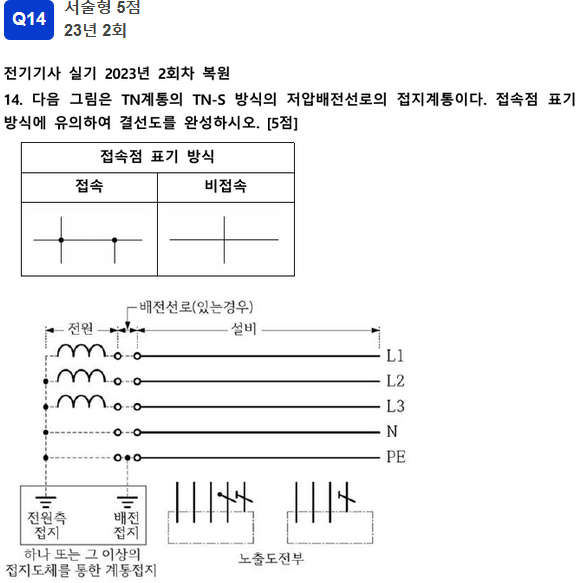 Q14
서술형 5점
23년 2회
전기기사 실기 2023년 2회차 복원
14. 다음 그림은 TN계통의 TN-S 방식의 저압배전선로의 접지계통이다. 접속점 표기
방식에 유의하여 결선도를 완성하시오. [5점]
접속점 표기 방식
접속 비접속
배전선로(있는경우)
전원 설비
L1
L2
L3
N
PE
전원측 배전
접지 접지
하나 또는 그 이상의
접지도체를 통한 계통접지
노출도전부